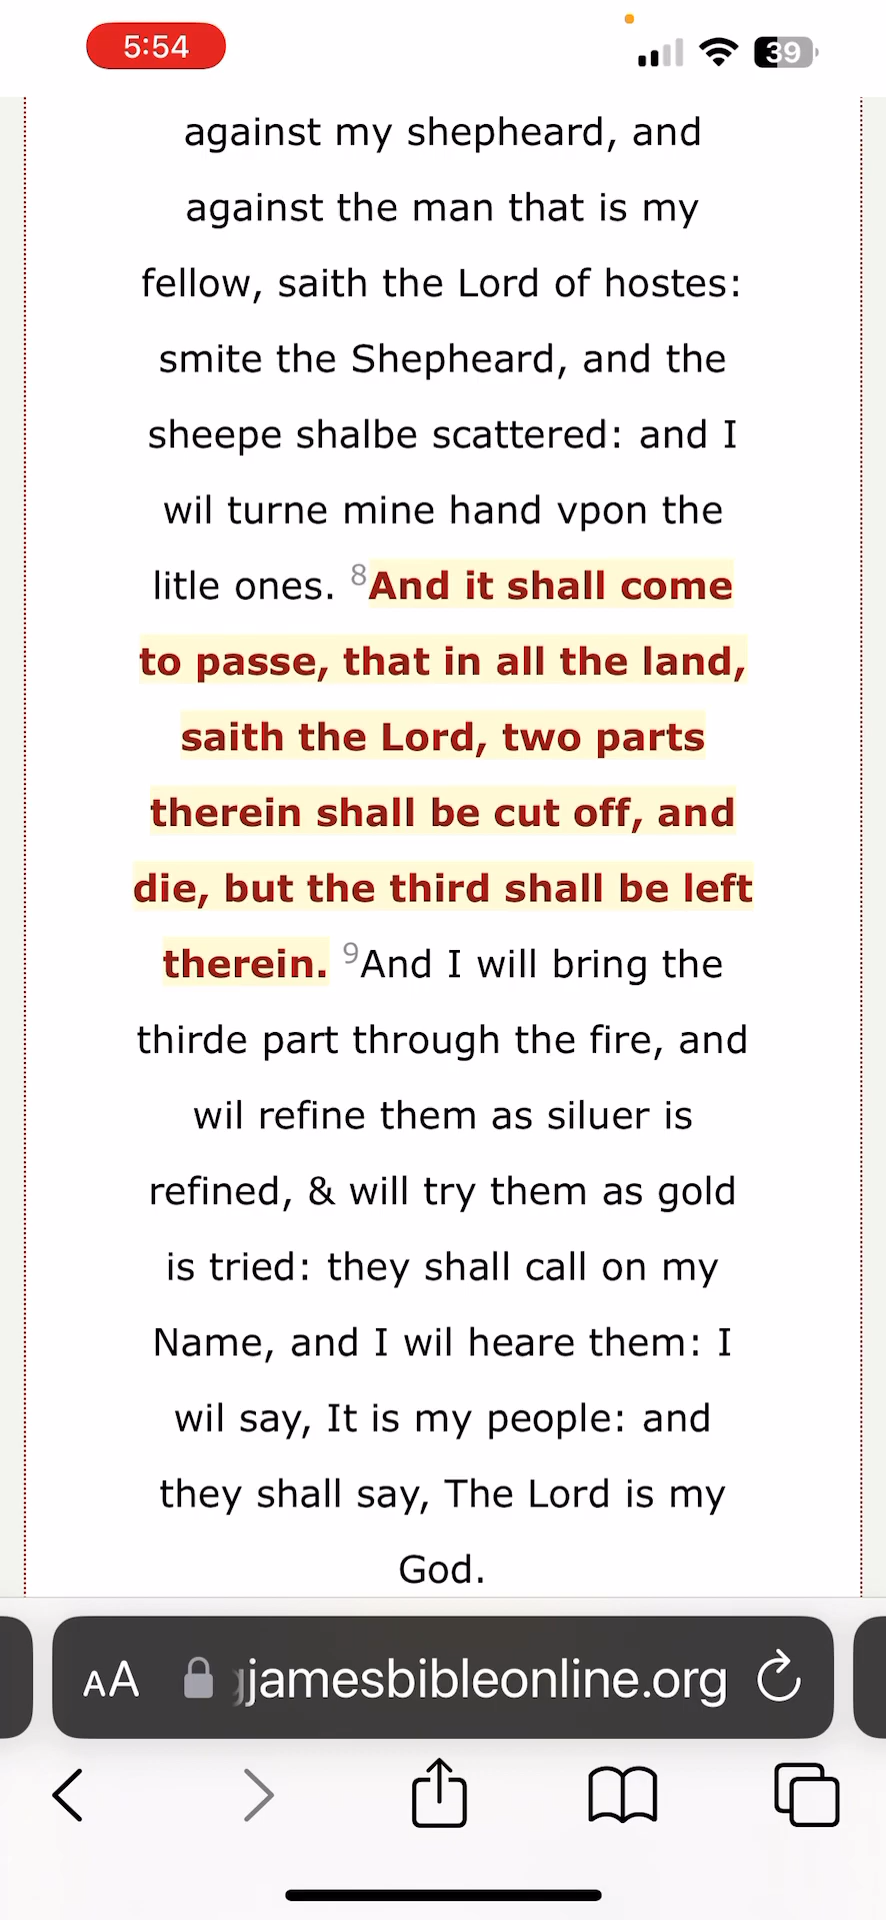 5:54
39
against my shepheard, and
against the man that is my
fellow, saith the Lord of hostes:
smite the Shepheard, and the
sheepe shalbe scattered: and I
wil turne mine hand vpon the
litle ones. 8And it shall come
to passe, that in all the land,
saith the Lord, two parts
therein shall be cut off, and
die, but the third shall be left
therein. 9And I will bring the
thirde part through the fire, and
wil refine them as siluer is
refined, & will try them as gold
is tried: they shall call on my
Name, and I wil heare them: I
wil say, It is my people: and
they shall say, The Lord is my
God.
AA gjamesbibleonline.org